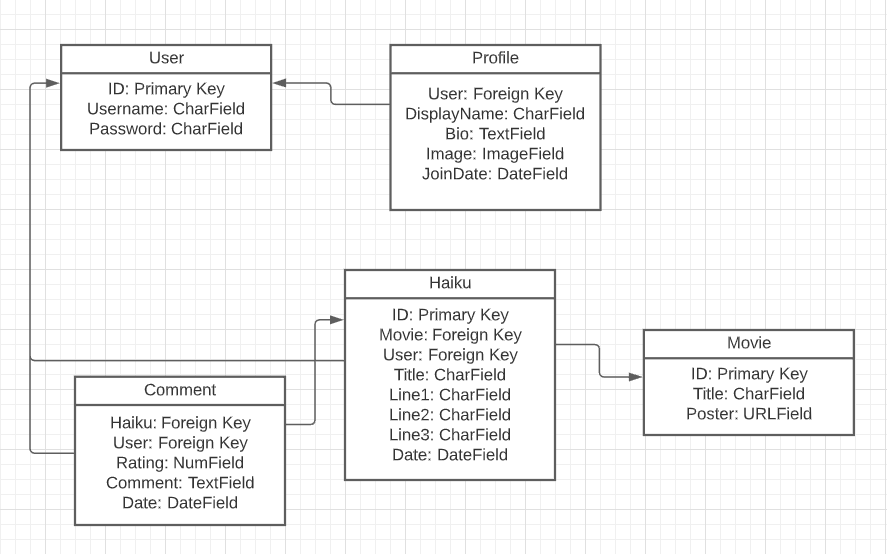 User
ID: Primary Key
Username: CharField
Password: CharField
Profile
User: Foreign Key
DisplayName: CharField
Bio: TextField
Image: ImageField
JoinDate: DateField
Haiku
ID: Primary Key
Movie: Foreign Key
User: Foreign Key
Title: CharField
Line1: CharField
Line2: CharField
Line3: CharField
Date: DateField
Movie
ID: Primary Key
Title: CharField
Poster: URLField
Comment
Haiku: Foreign Key
User: Foreign Key
Rating: NumField
Comment: TextField
Date: DateField